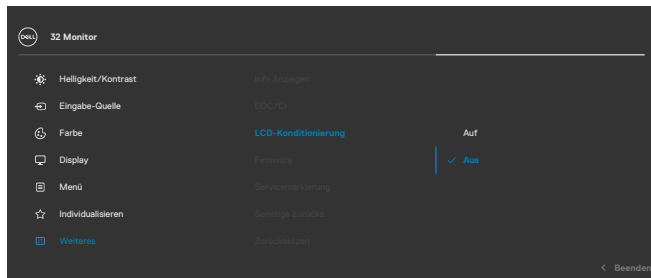 DELL
32 Monitor
Helligkeit/Kontrast
Info Anzeigen
Eingabe-Quelle
DDC/CI
Farbe
LCD-Konditionierung
Auf
Display
Firmware
Aus
Menü
Servicemarkierung
Individualisieren
Sonstige zurücks.
Weiteres
Zurücksetzen
Beenden